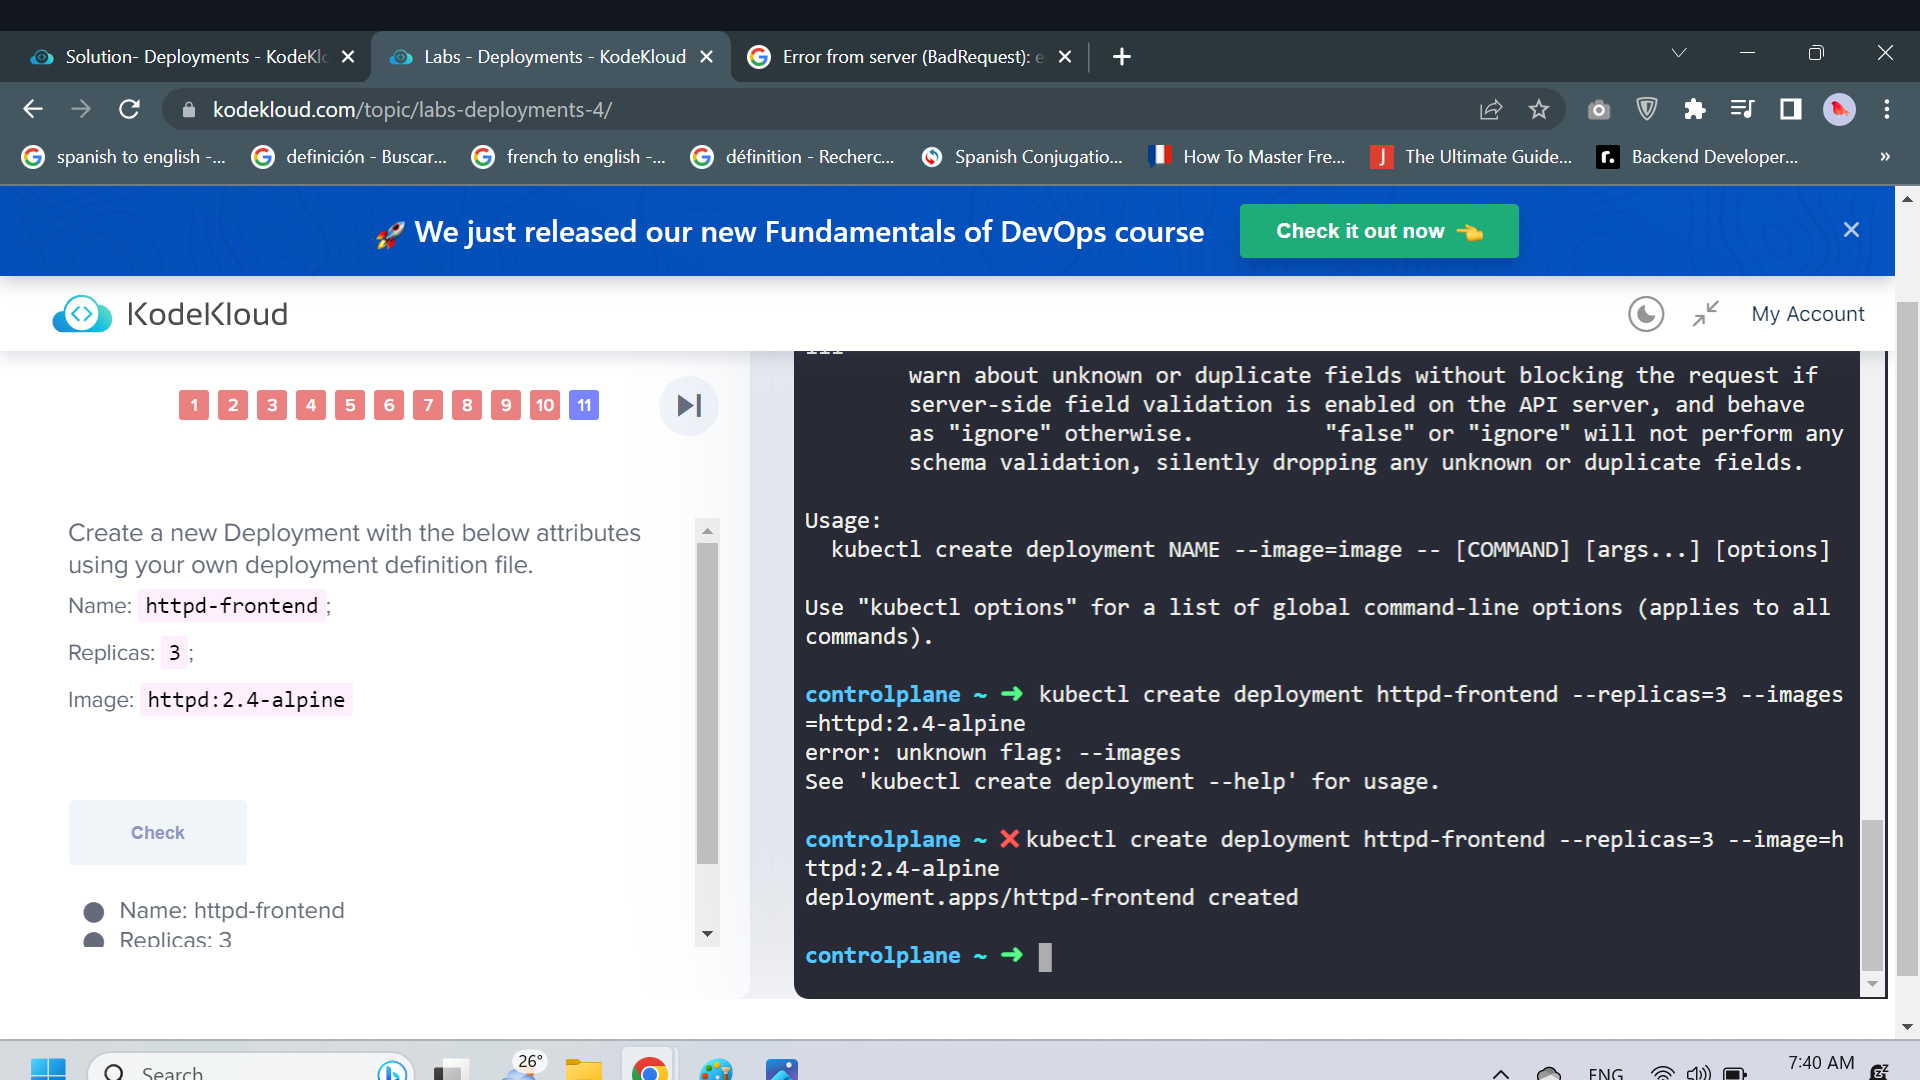 Solution- Deployments - KodeKl
Labs - Deployments - KodeKloud
Error from server (BadRequest): e
kodekloud.com/topic/labs-deployments-4/
spanish to english -...
definición - Buscar...
french to english -...
définition - Recherc...
Spanish Conjugatio...
How To Master Fre...
The Ultimate Guide...
Backend Developer...
»
🚀 We just released our new Fundamentals of DevOps course
Check it out now 👈
KodeKloud
My Account
1 2 3 4 5 6 7 8 9 10 11
Create a new Deployment with the below attributes
using your own deployment definition file.
Name: httpd-frontend;
Replicas: 3;
Image: httpd:2.4-alpine
Check
Name: httpd-frontend
Replicas: 3
warn about unknown or duplicate fields without blocking the request if
server-side field validation is enabled on the API server, and behave
as "ignore" otherwise.          "false" or "ignore" will not perform any
schema validation, silently dropping any unknown or duplicate fields.
Usage:
kubectl create deployment NAME --image=image -- [COMMAND] [args...] [options]
Use "kubectl options" for a list of global command-line options (applies to all
commands).
controlplane ~ ➜ kubectl create deployment httpd-frontend --replicas=3 --images
=httpd:2.4-alpine
error: unknown flag: --images
See 'kubectl create deployment --help' for usage.
controlplane ~ ✖ kubectl create deployment httpd-frontend --replicas=3 --image=h
ttpd:2.4-alpine
deployment.apps/httpd-frontend created
controlplane ~ ➜
Search
26°
ENG
7:40 AM